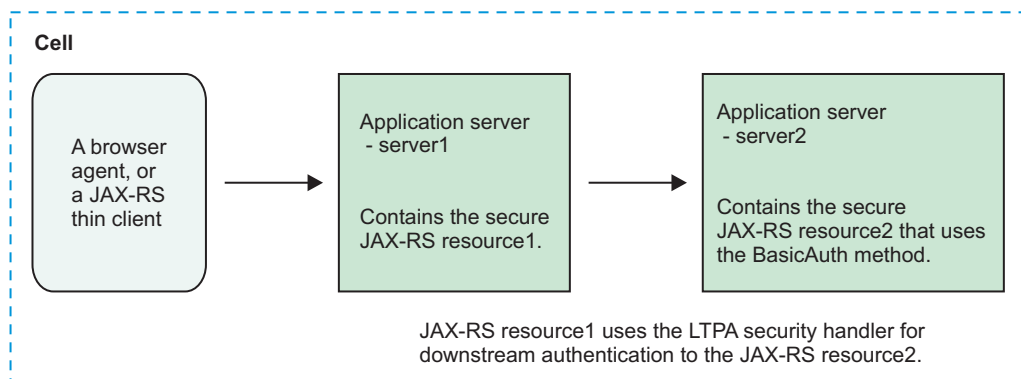 Cell
A browser
agent, or
a JAX-RS
thin client
Application server
- server1
Contains the secure
JAX-RS resource1.
Application server
- server2
Contains the secure
JAX-RS resource2 that uses
the BasicAuth method.
JAX-RS resource1 uses the LTPA security handler for
downstream authentication to the JAX-RS resource2.